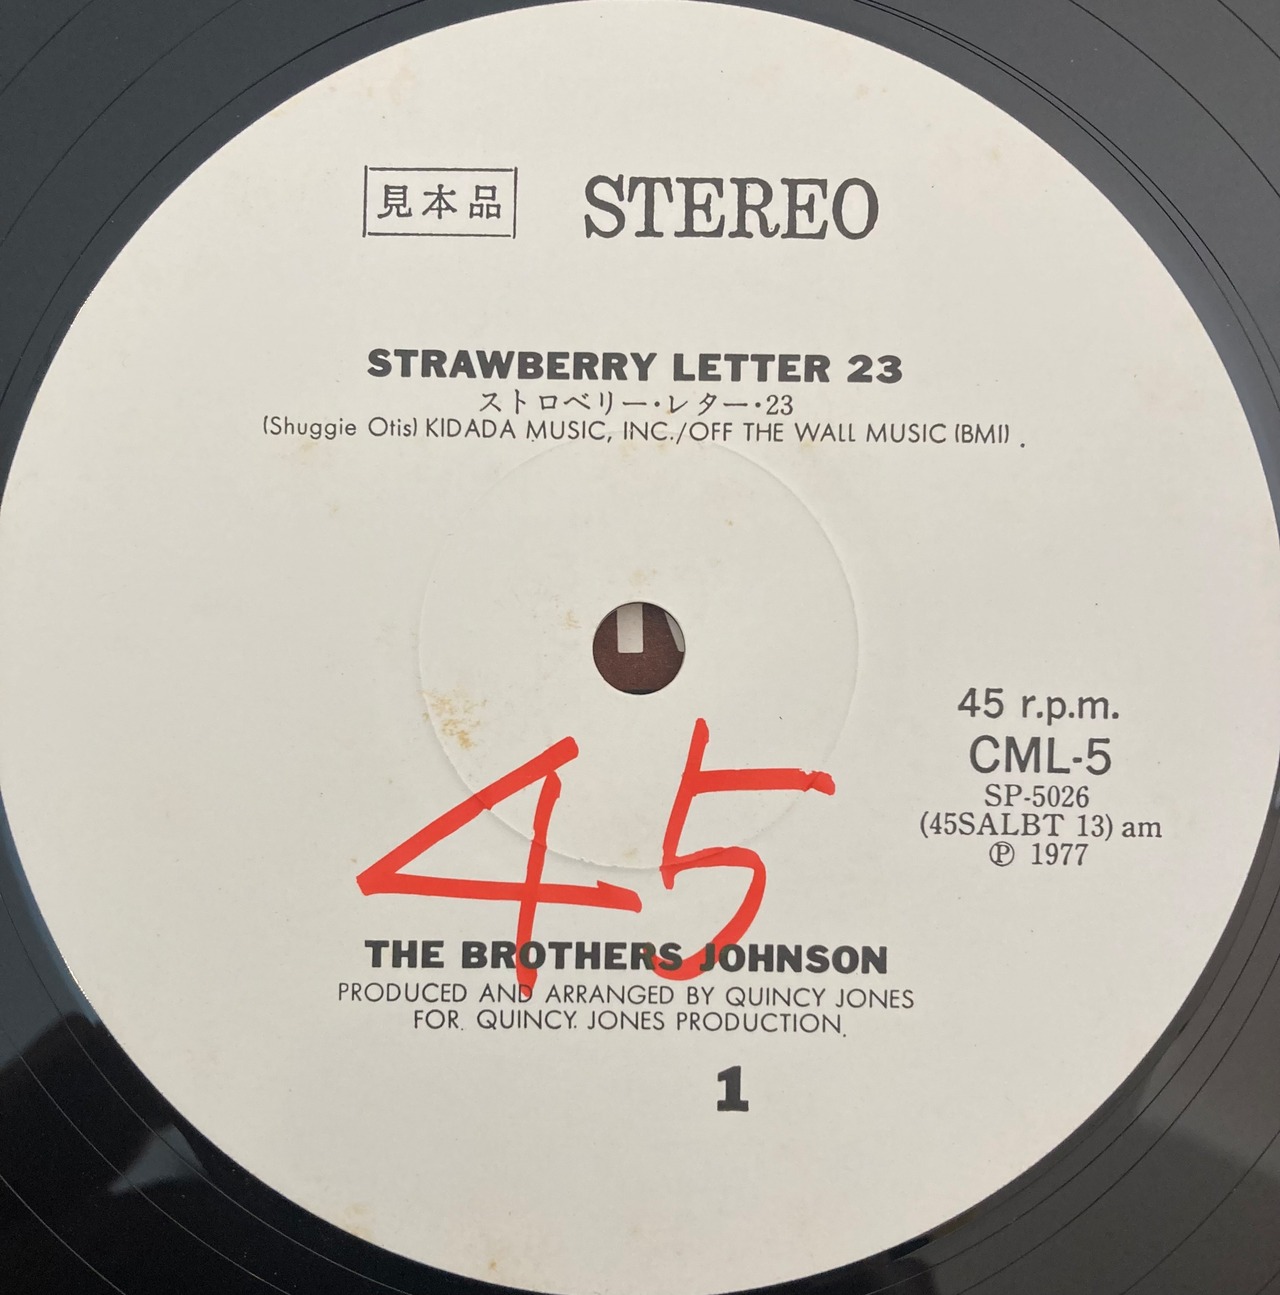 見本品 STEREO
STRAWBERRY LETTER 23
ストロベリー・レター・23
(Shuggie Otis) KIDADA MUSIC, INC./OFF THE WALL MUSIC (BMI) .
45 r.p.m.
CML-5
SP-5026
(45SALBT 13) am
Ⓟ 1977
45
THE BROTHERS JOHNSON
PRODUCED AND ARRANGED BY QUINCY JONES
FOR. QUINCY. JONES PRODUCTION.
1